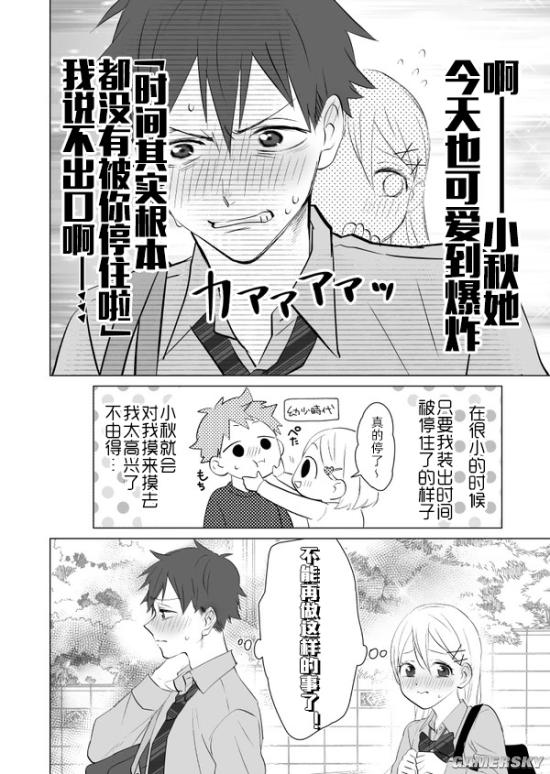 啊——小秋她
今天也可爱到爆炸
「时间其实根本
都没有被你停住啦」
我说不出口啊——……
カァァァァッ
在很小的时候
只要我装出时间
被停住了的样子
真的停了！
幼少時代
ぺた
もち
小秋就会
对我摸来摸去
我太高兴了
不由得…
不能再做这样的事了！
GAMERSKY